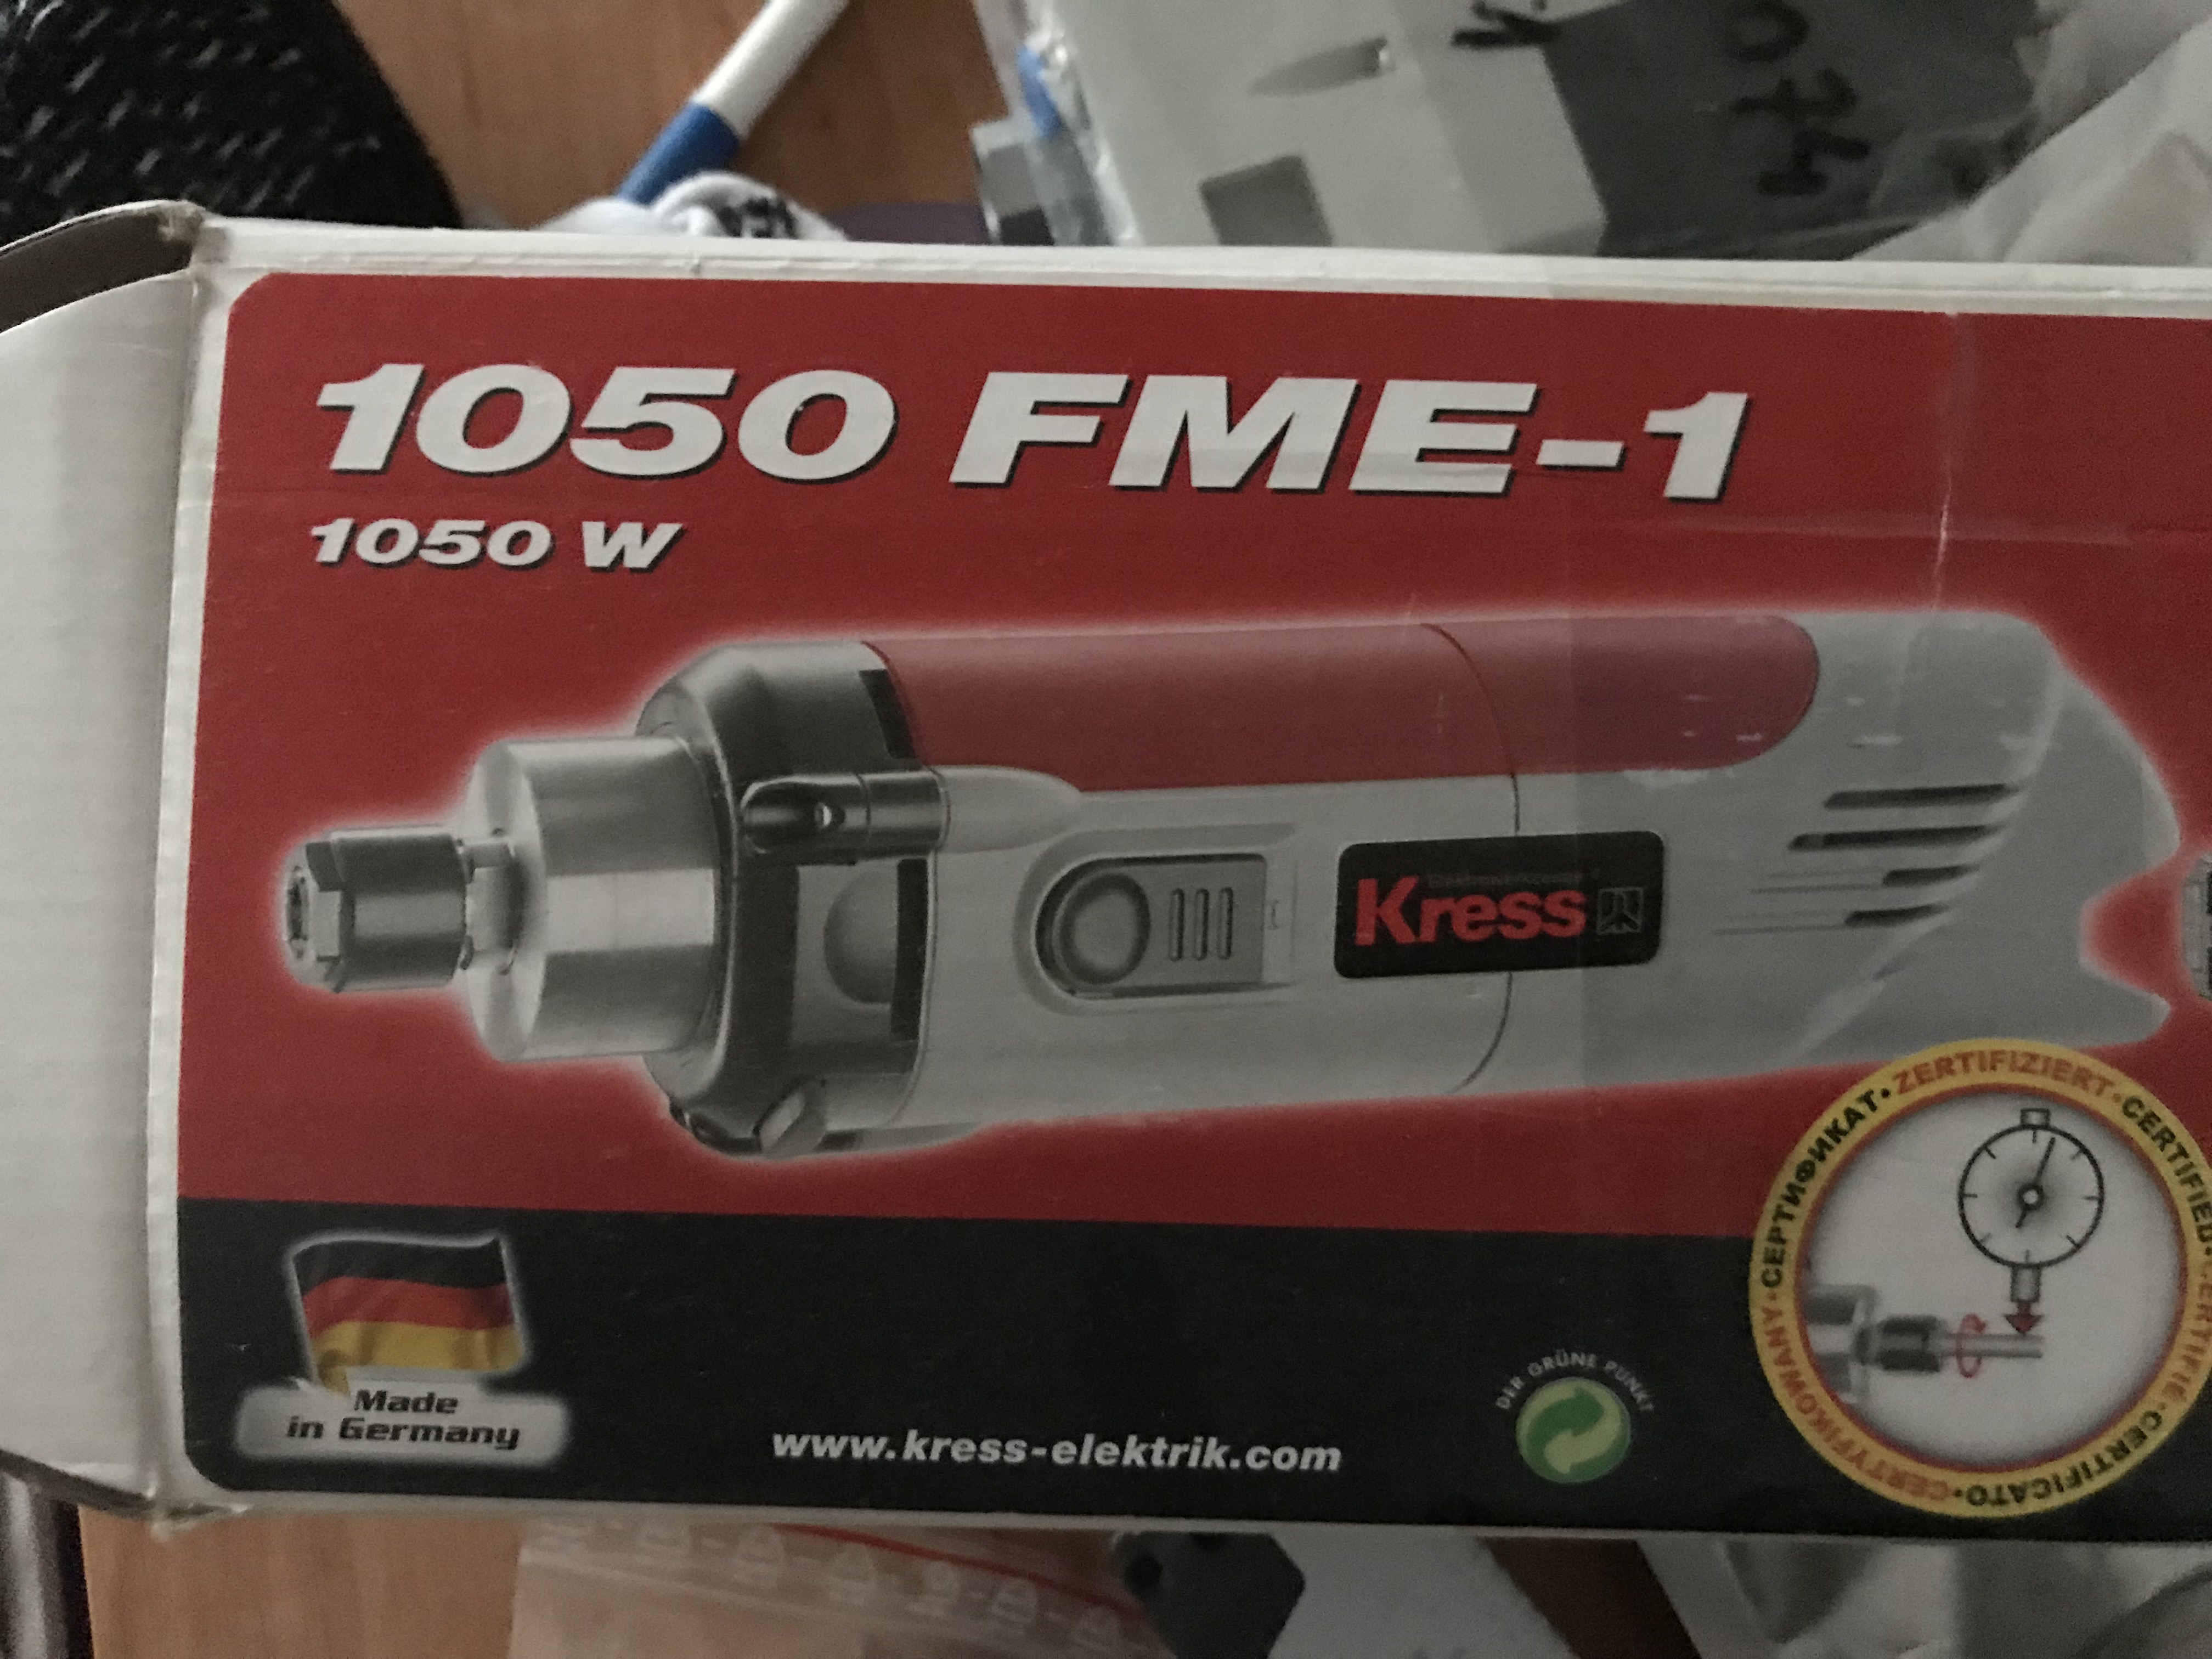 1050 FME-1
1050 W
Kress
Made
in Germany
www.kress-elektrik.com
DER GRÜNE PUNKT
СЕРТИФИКАТ • ZERTIFIZIERT • CERTIFIED • CERTIFIÉ • CERTIFICATO • CERTYFIKOWANY •